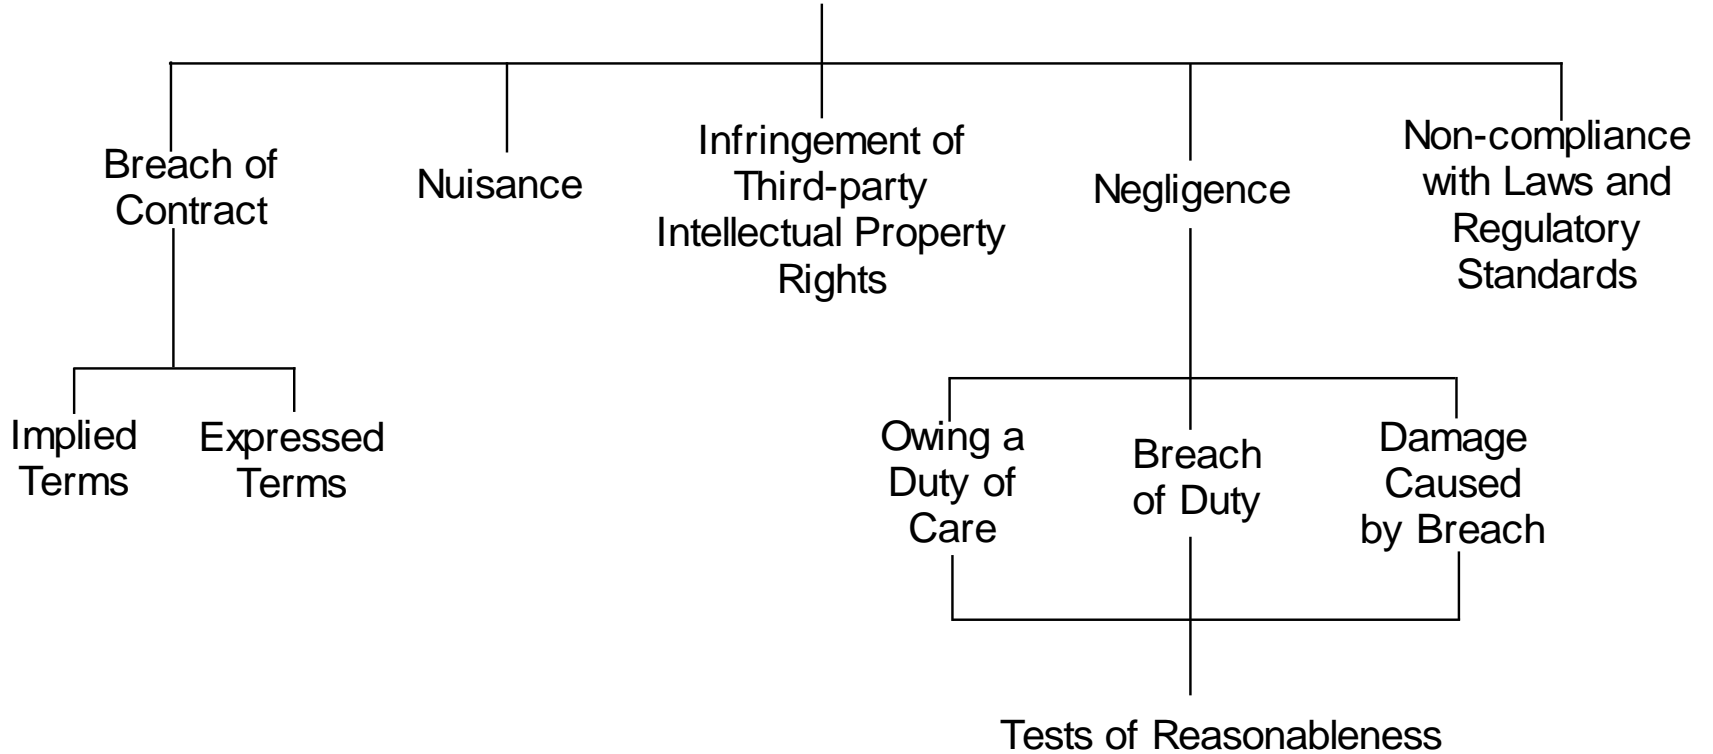 Breach of
Contract
Nuisance
Infringement of
Third-party
Intellectual Property
Rights
Negligence
Non-compliance
with Laws and
Regulatory
Standards
Implied
Terms
Expressed
Terms
Owing a
Duty of
Care
Breach
of Duty
Damage
Caused
by Breach
Tests of Reasonableness